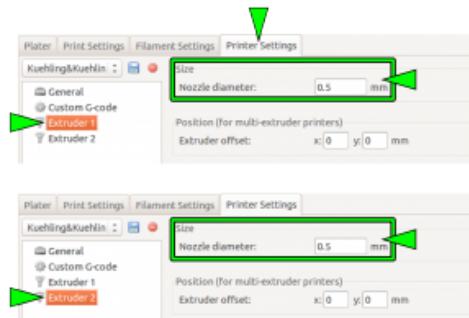 Plater Print Settings Filament Settings Printer Settings
Kuehling&Kuehlin
Size
Nozzle diameter: 0.5 mm
General
Custom G-code
Position (for multi-extruder printers)
Extruder 1
Extruder 2
Extruder offset: x: 0 y: 0 mm
Plater Print Settings Filament Settings Printer Settings
Kuehling&Kuehlin
Size
Nozzle diameter: 0.5 mm
General
Custom G-code
Position (for multi-extruder printers)
Extruder 1
Extruder 2
Extruder offset: x: 0 y: 0 mm